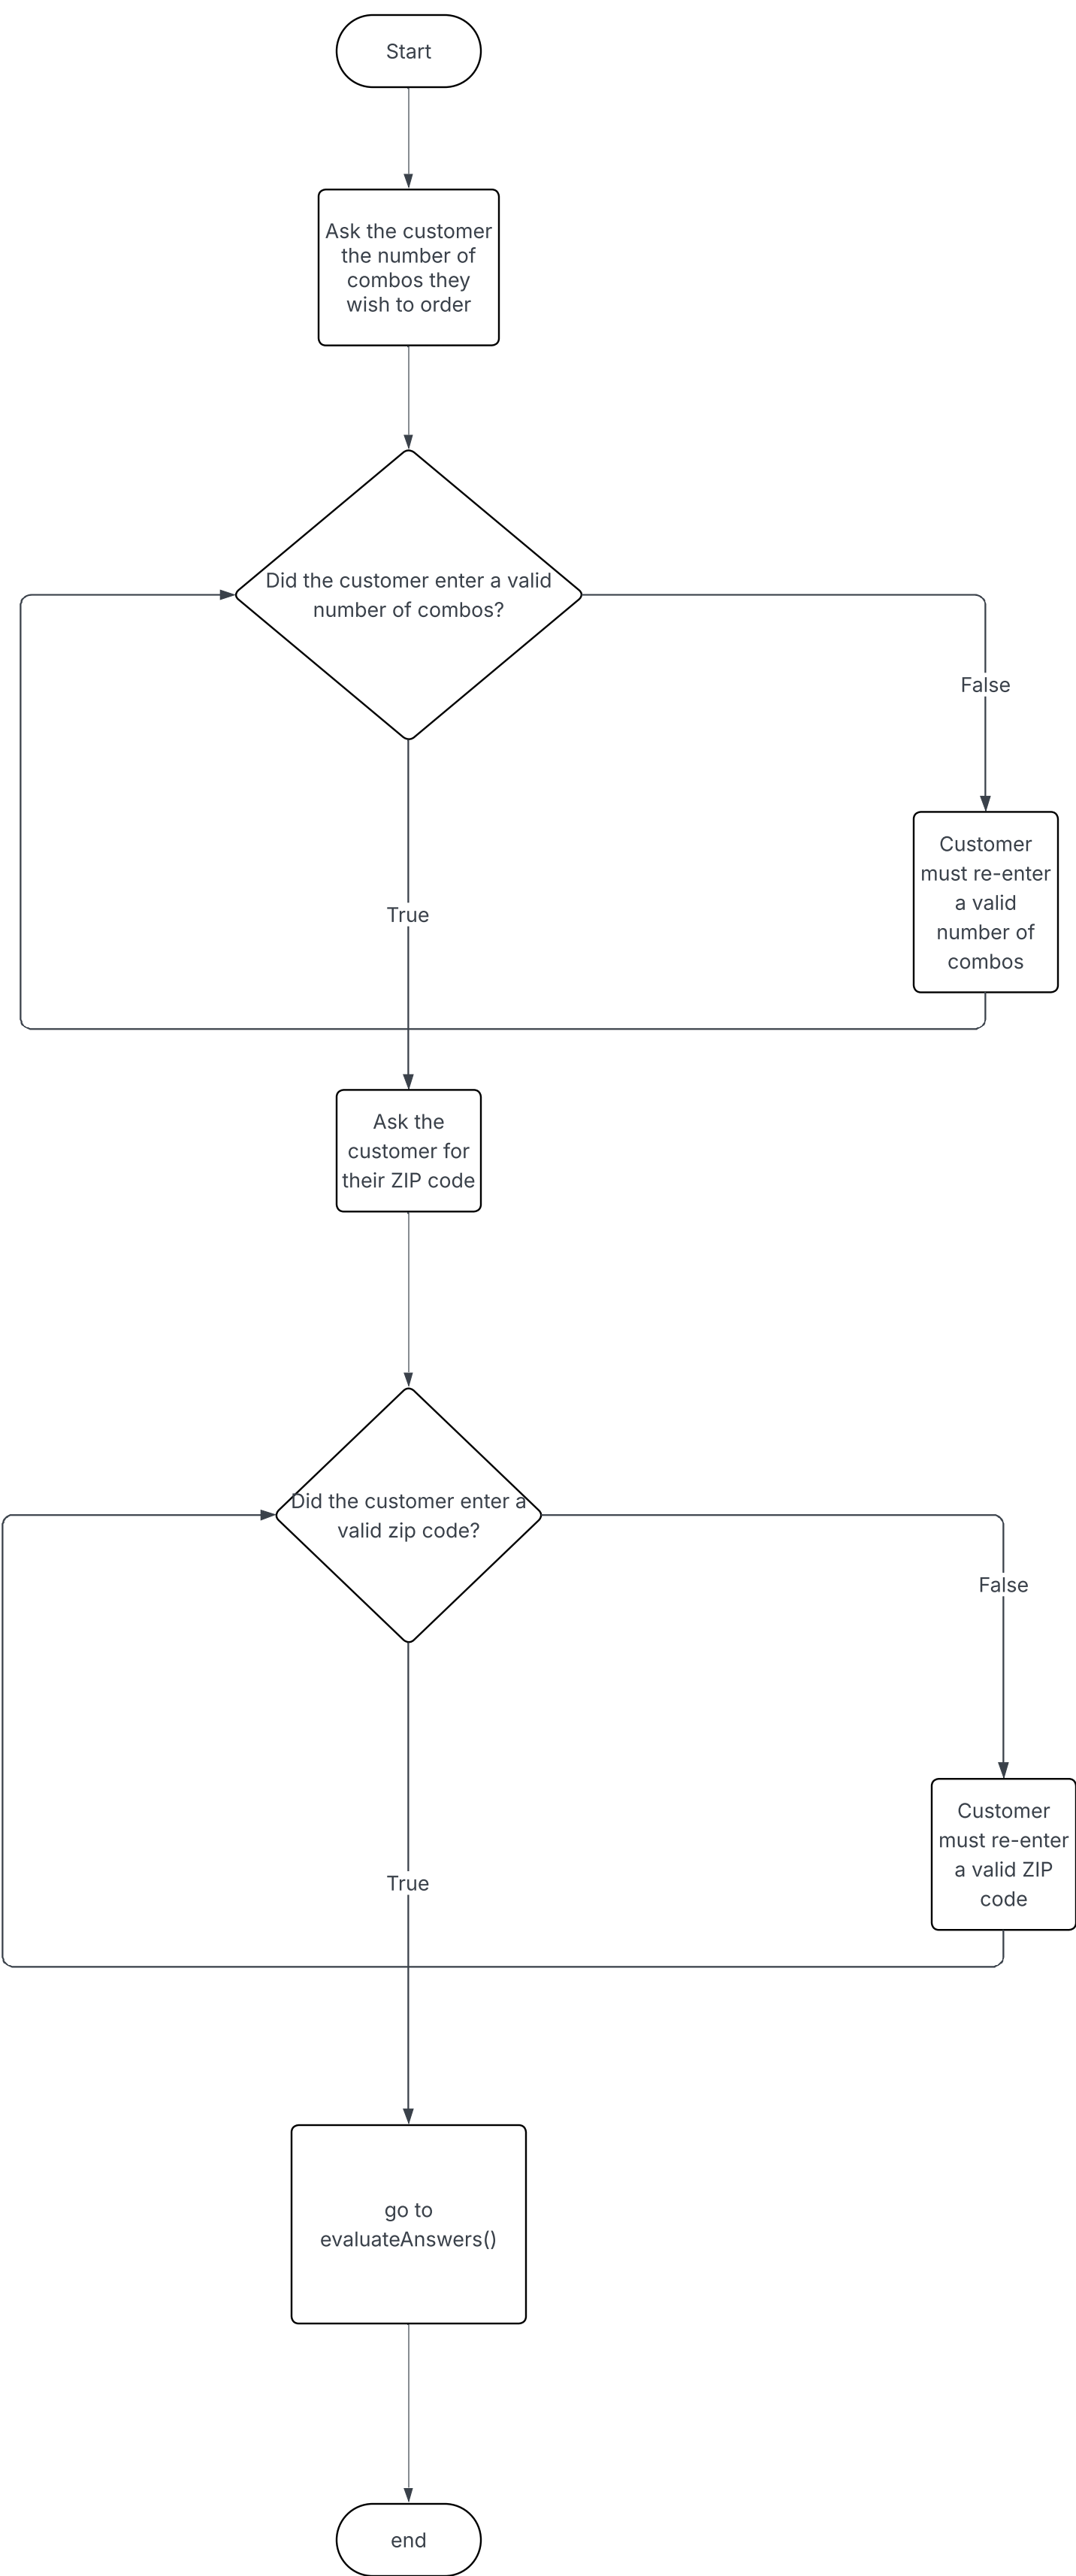 Start
Ask the customer
the number of
combos they
wish to order
Did the customer enter a valid
number of combos?
False
Customer
must re-enter
a valid
number of
combos
True
Ask the
customer for
their ZIP code
Did the customer enter a
valid zip code?
False
Customer
must re-enter
a valid ZIP
code
True
go to
evaluateAnswers()
end